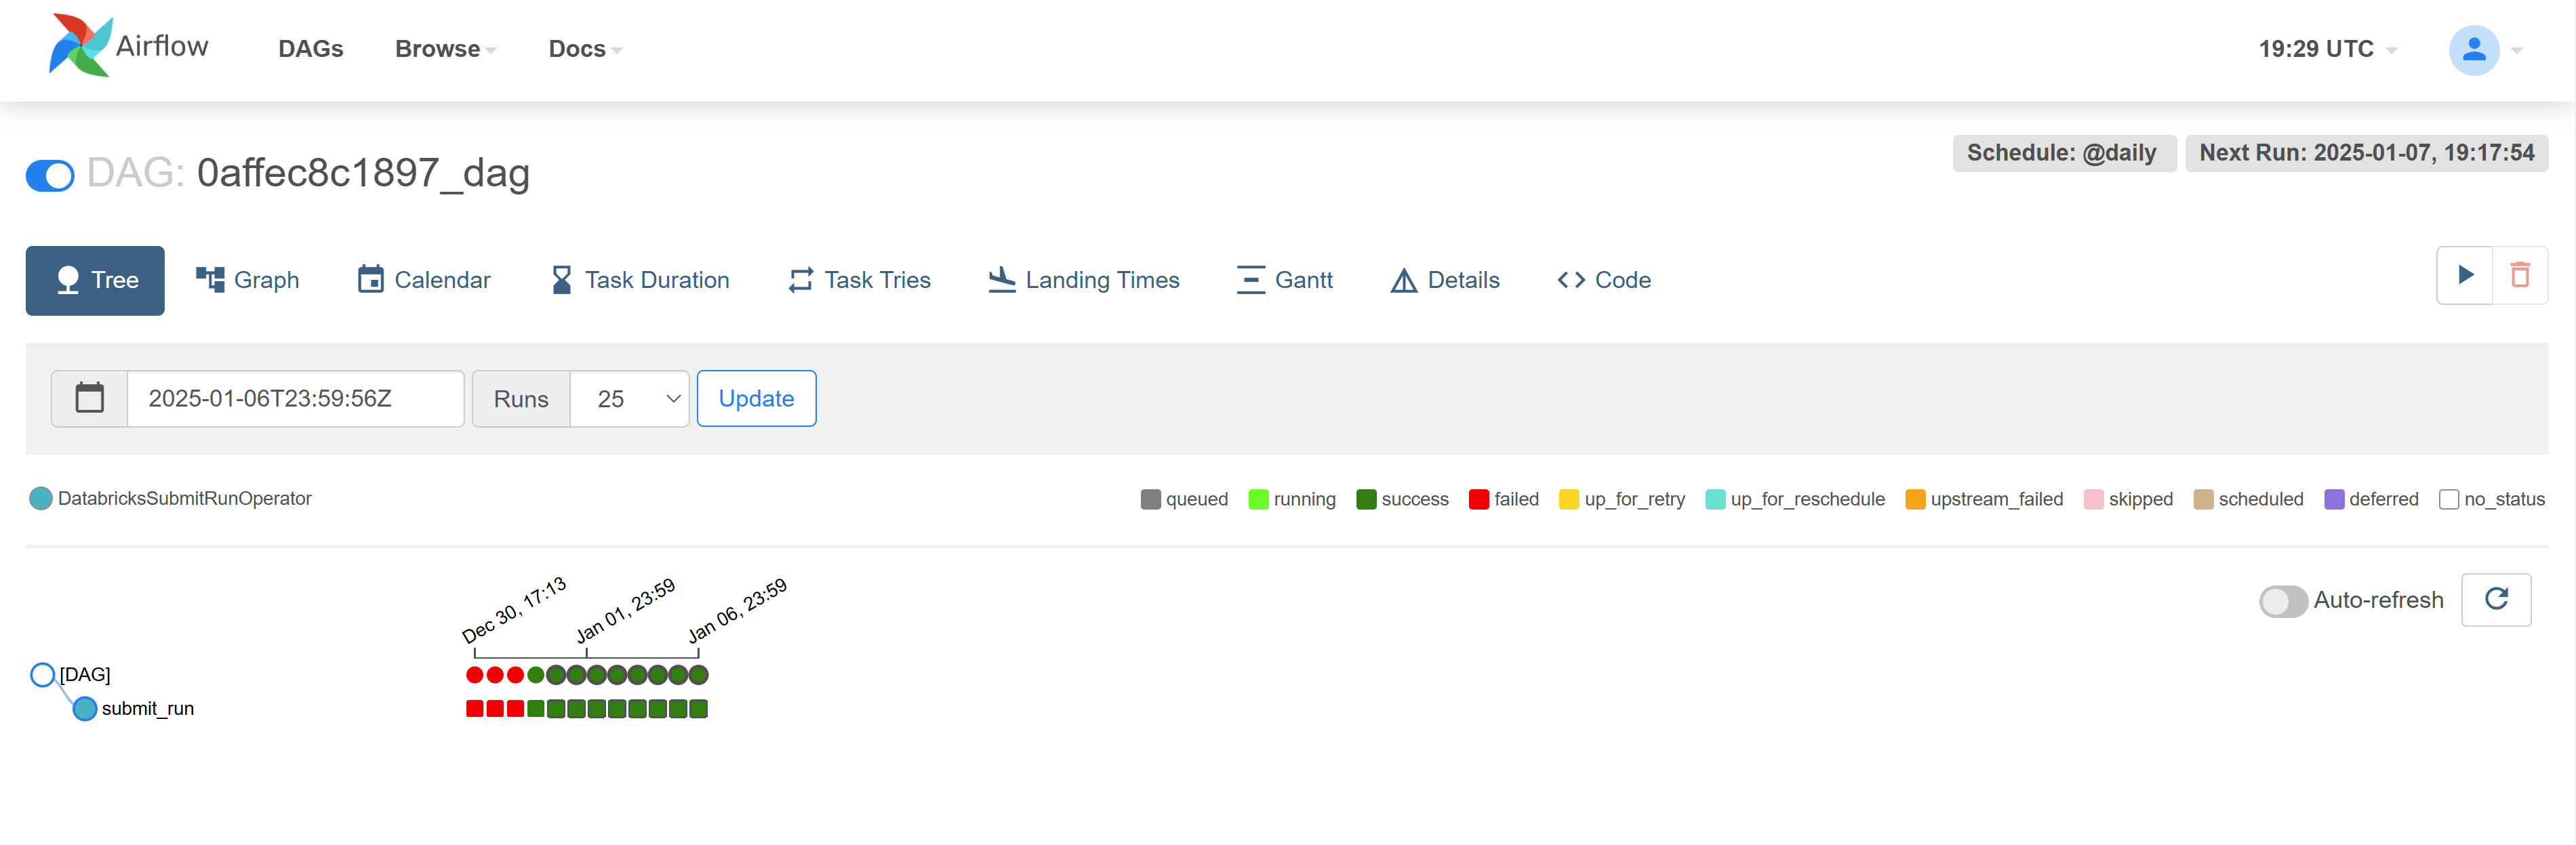 Airflow DAGs Browse Docs 19:29 UTC
Schedule: @daily Next Run: 2025-01-07, 19:17:54
DAG: 0affec8c1897_dag
Tree Graph Calendar Task Duration Task Tries Landing Times Gantt Details Code
2025-01-06T23:59:56Z Runs 25 Update
DatabricksSubmitRunOperator queued running success failed up_for_retry up_for_reschedule upstream_failed skipped scheduled deferred no_status
Dec 30, 17:13 Jan 01, 23:59 Jan 06, 23:59
Auto-refresh
[DAG]
submit_run